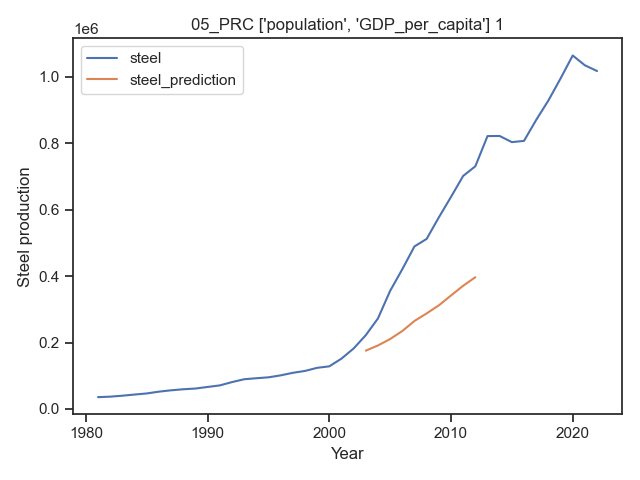 05_PRC ['population', 'GDP_per_capita'] 1
1e6
steel
steel_prediction
1.0
0.8
0.6
0.4
0.2
0.0
Steel production
1980
1990
2000
2010
2020
Year